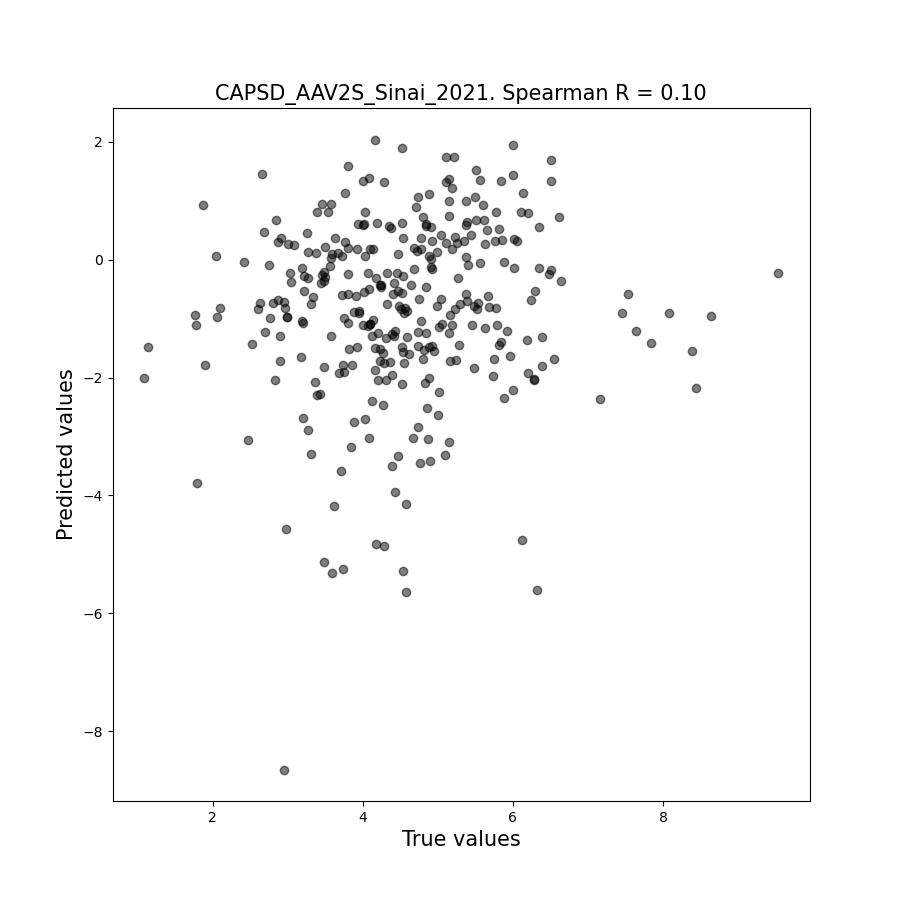 CAPSD_AAV2S_Sinai_2021. Spearman R = 0.10
2
0
−2
−4
−6
−8
Predicted values
2 4 6 8
True values